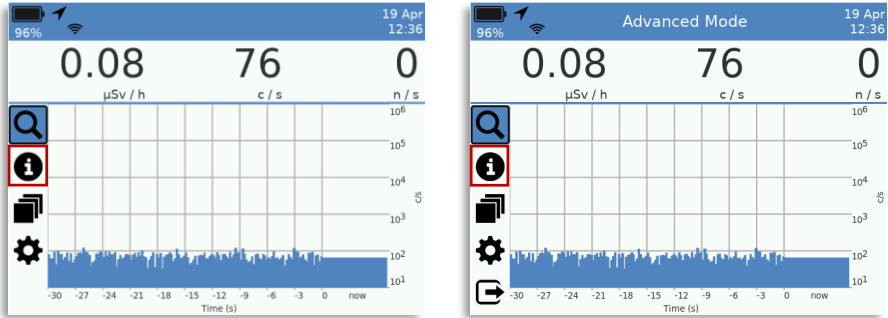 96%
19 Apr
12:36
0.08 76 0
μSv / h c / s n / s
10⁶
10⁵
10⁴
10³
10²
10¹
c/s
-30 -27 -24 -21 -18 -15 -12 -9 -6 -3 0 now
Time (s)
96%
Advanced Mode
19 Apr
12:36
0.08 76 0
μSv / h c / s n / s
10⁶
10⁵
10⁴
10³
10²
10¹
c/s
-30 -27 -24 -21 -18 -15 -12 -9 -6 -3 0 now
Time (s)